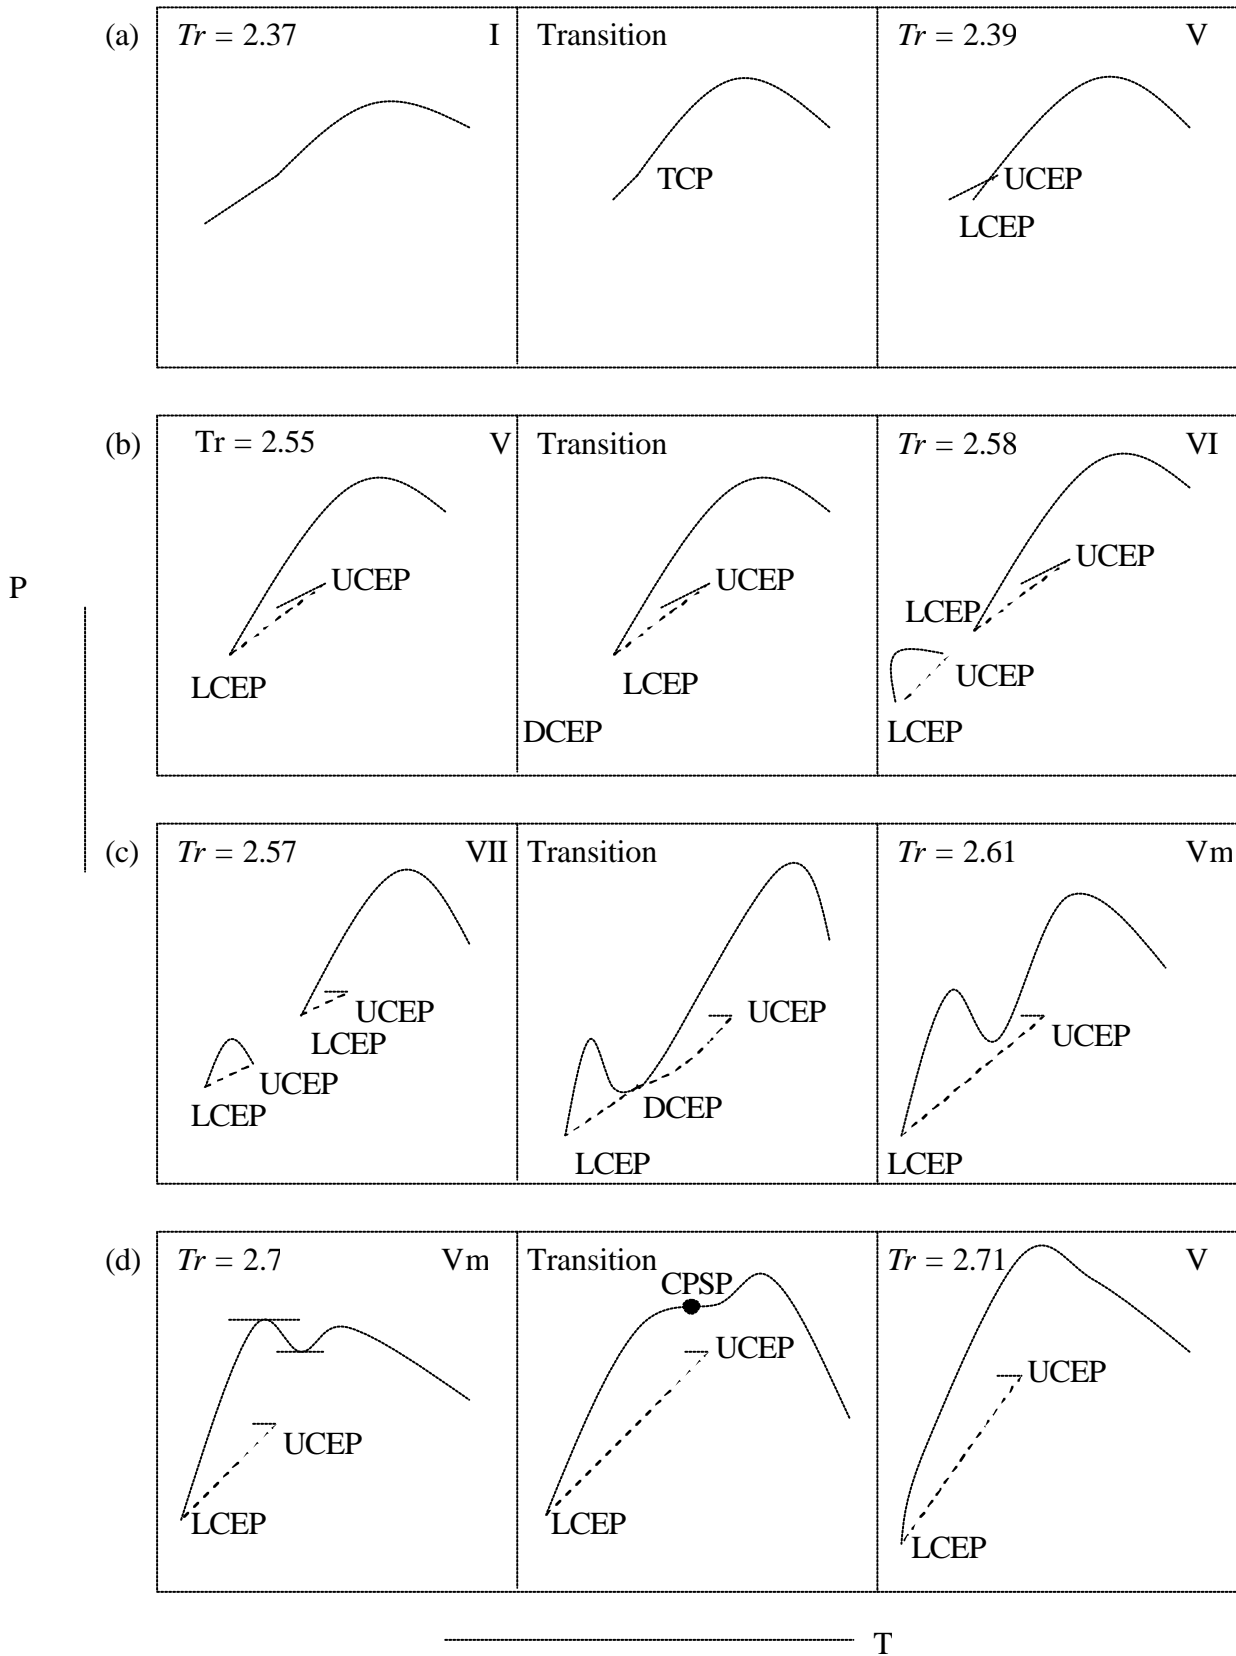 (a) Tr = 2.37 I Transition Tr = 2.39 V
TCP UCEP
LCEP
(b) Tr = 2.55 V Transition Tr = 2.58 VI
P UCEP UCEP UCEP
LCEP
LCEP LCEP UCEP
DCEP LCEP
(c) Tr = 2.57 VII Transition Tr = 2.61 Vm
UCEP UCEP UCEP
LCEP
UCEP
LCEP DCEP
LCEP LCEP
(d) Tr = 2.7 Vm Transition Tr = 2.71 V
CPSP
UCEP UCEP
UCEP
LCEP LCEP LCEP
T